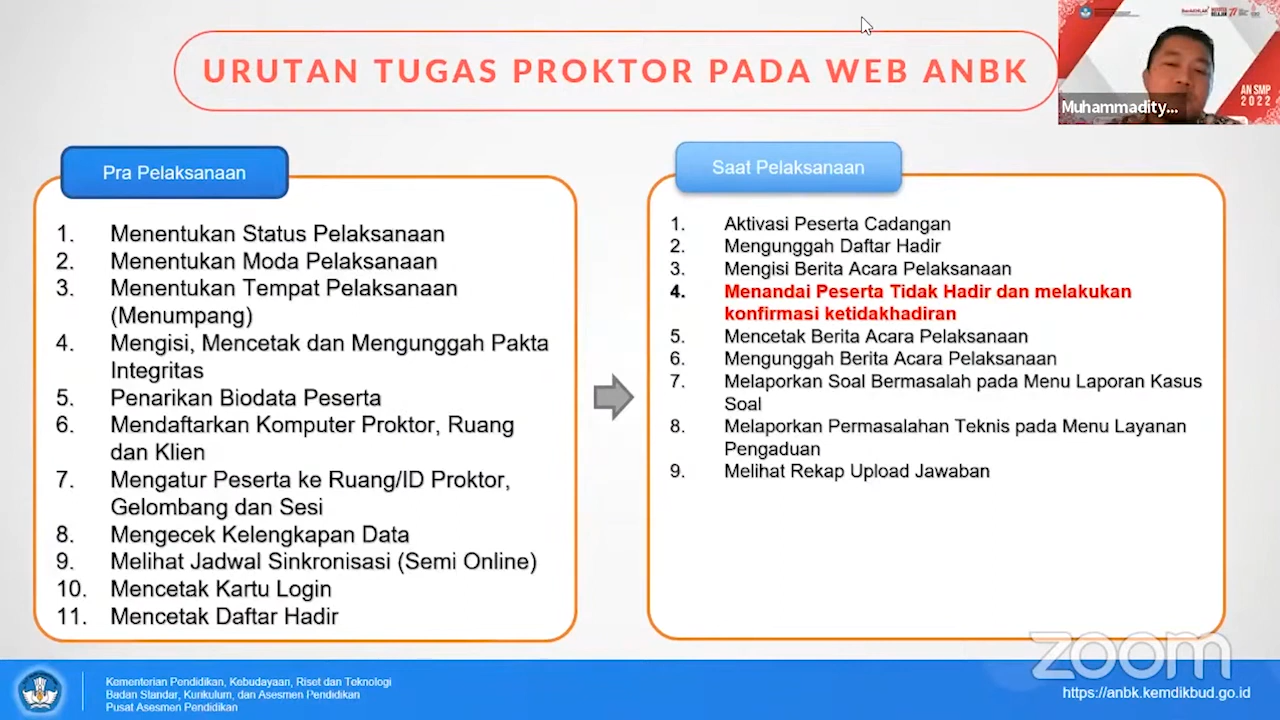 URUTAN TUGAS PROKTOR PADA WEB ANBK
AN SMP
2022
Muhammadity...
Pra Pelaksanaan
1. Menentukan Status Pelaksanaan
2. Menentukan Moda Pelaksanaan
3. Menentukan Tempat Pelaksanaan
(Menumpang)
4. Mengisi, Mencetak dan Mengunggah Pakta
Integritas
5. Penarikan Biodata Peserta
6. Mendaftarkan Komputer Proktor, Ruang
dan Klien
7. Mengatur Peserta ke Ruang/ID Proktor,
Gelombang dan Sesi
8. Mengecek Kelengkapan Data
9. Melihat Jadwal Sinkronisasi (Semi Online)
10. Mencetak Kartu Login
11. Mencetak Daftar Hadir
Saat Pelaksanaan
1. Aktivasi Peserta Cadangan
2. Mengunggah Daftar Hadir
3. Mengisi Berita Acara Pelaksanaan
4. Menandai Peserta Tidak Hadir dan melakukan
konfirmasi ketidakhadiran
5. Mencetak Berita Acara Pelaksanaan
6. Mengunggah Berita Acara Pelaksanaan
7. Melaporkan Soal Bermasalah pada Menu Laporan Kasus
Soal
8. Melaporkan Permasalahan Teknis pada Menu Layanan
Pengaduan
9. Melihat Rekap Upload Jawaban
zoom
Kementerian Pendidikan, Kebudayaan, Riset dan Teknologi
Badan Standar, Kurikulum, dan Asesmen Pendidikan
Pusat Asesmen Pendidikan
https://anbk.kemdikbud.go.id